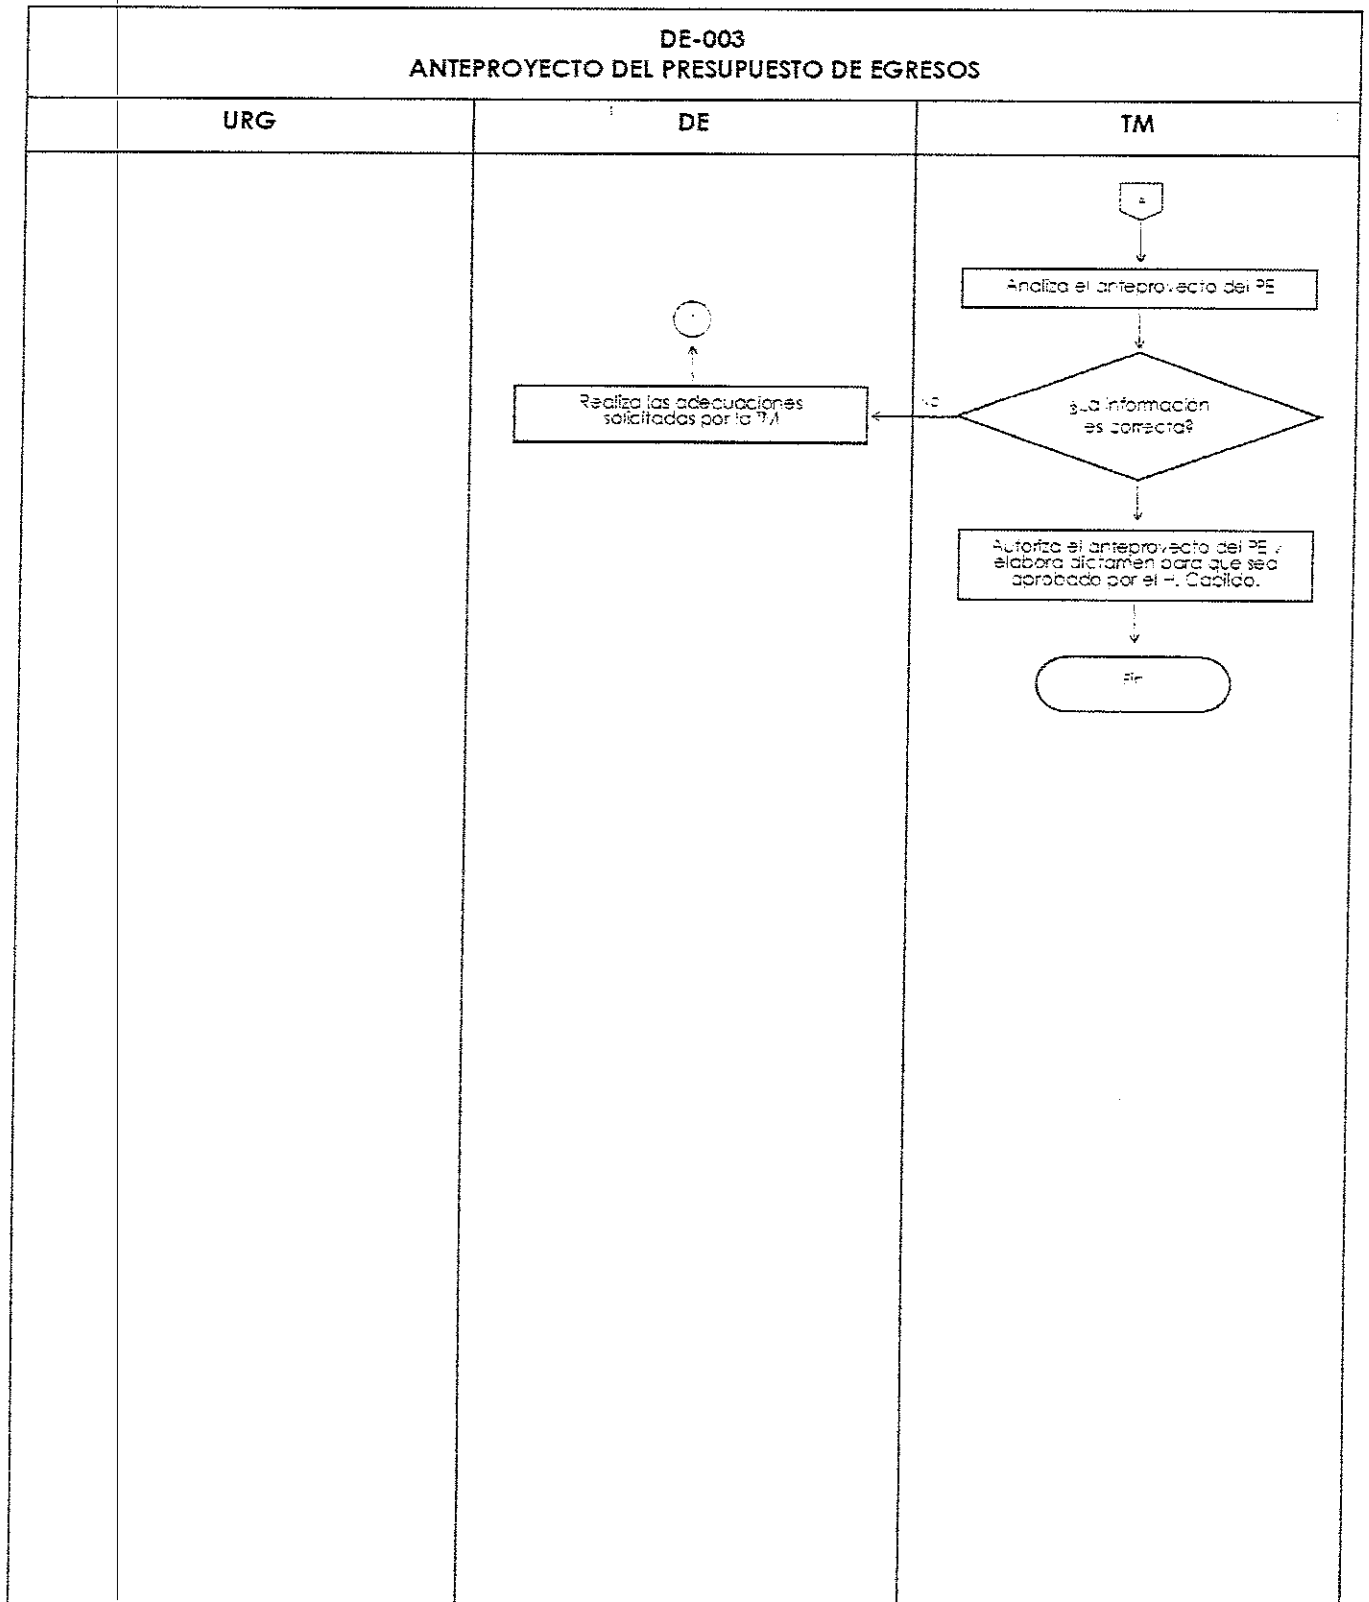 DE-003
ANTEPROYECTO DEL PRESUPUESTO DE EGRESOS
URG
DE
TM
Analiza el anteproyecto del PE
¿La información
es correcta?
NO
Realiza las adecuaciones
solicitadas por la TM
Autoriza el anteproyecto del PE y
elabora dictamen para que sea
aprobado por el H. Cabildo.
Fin